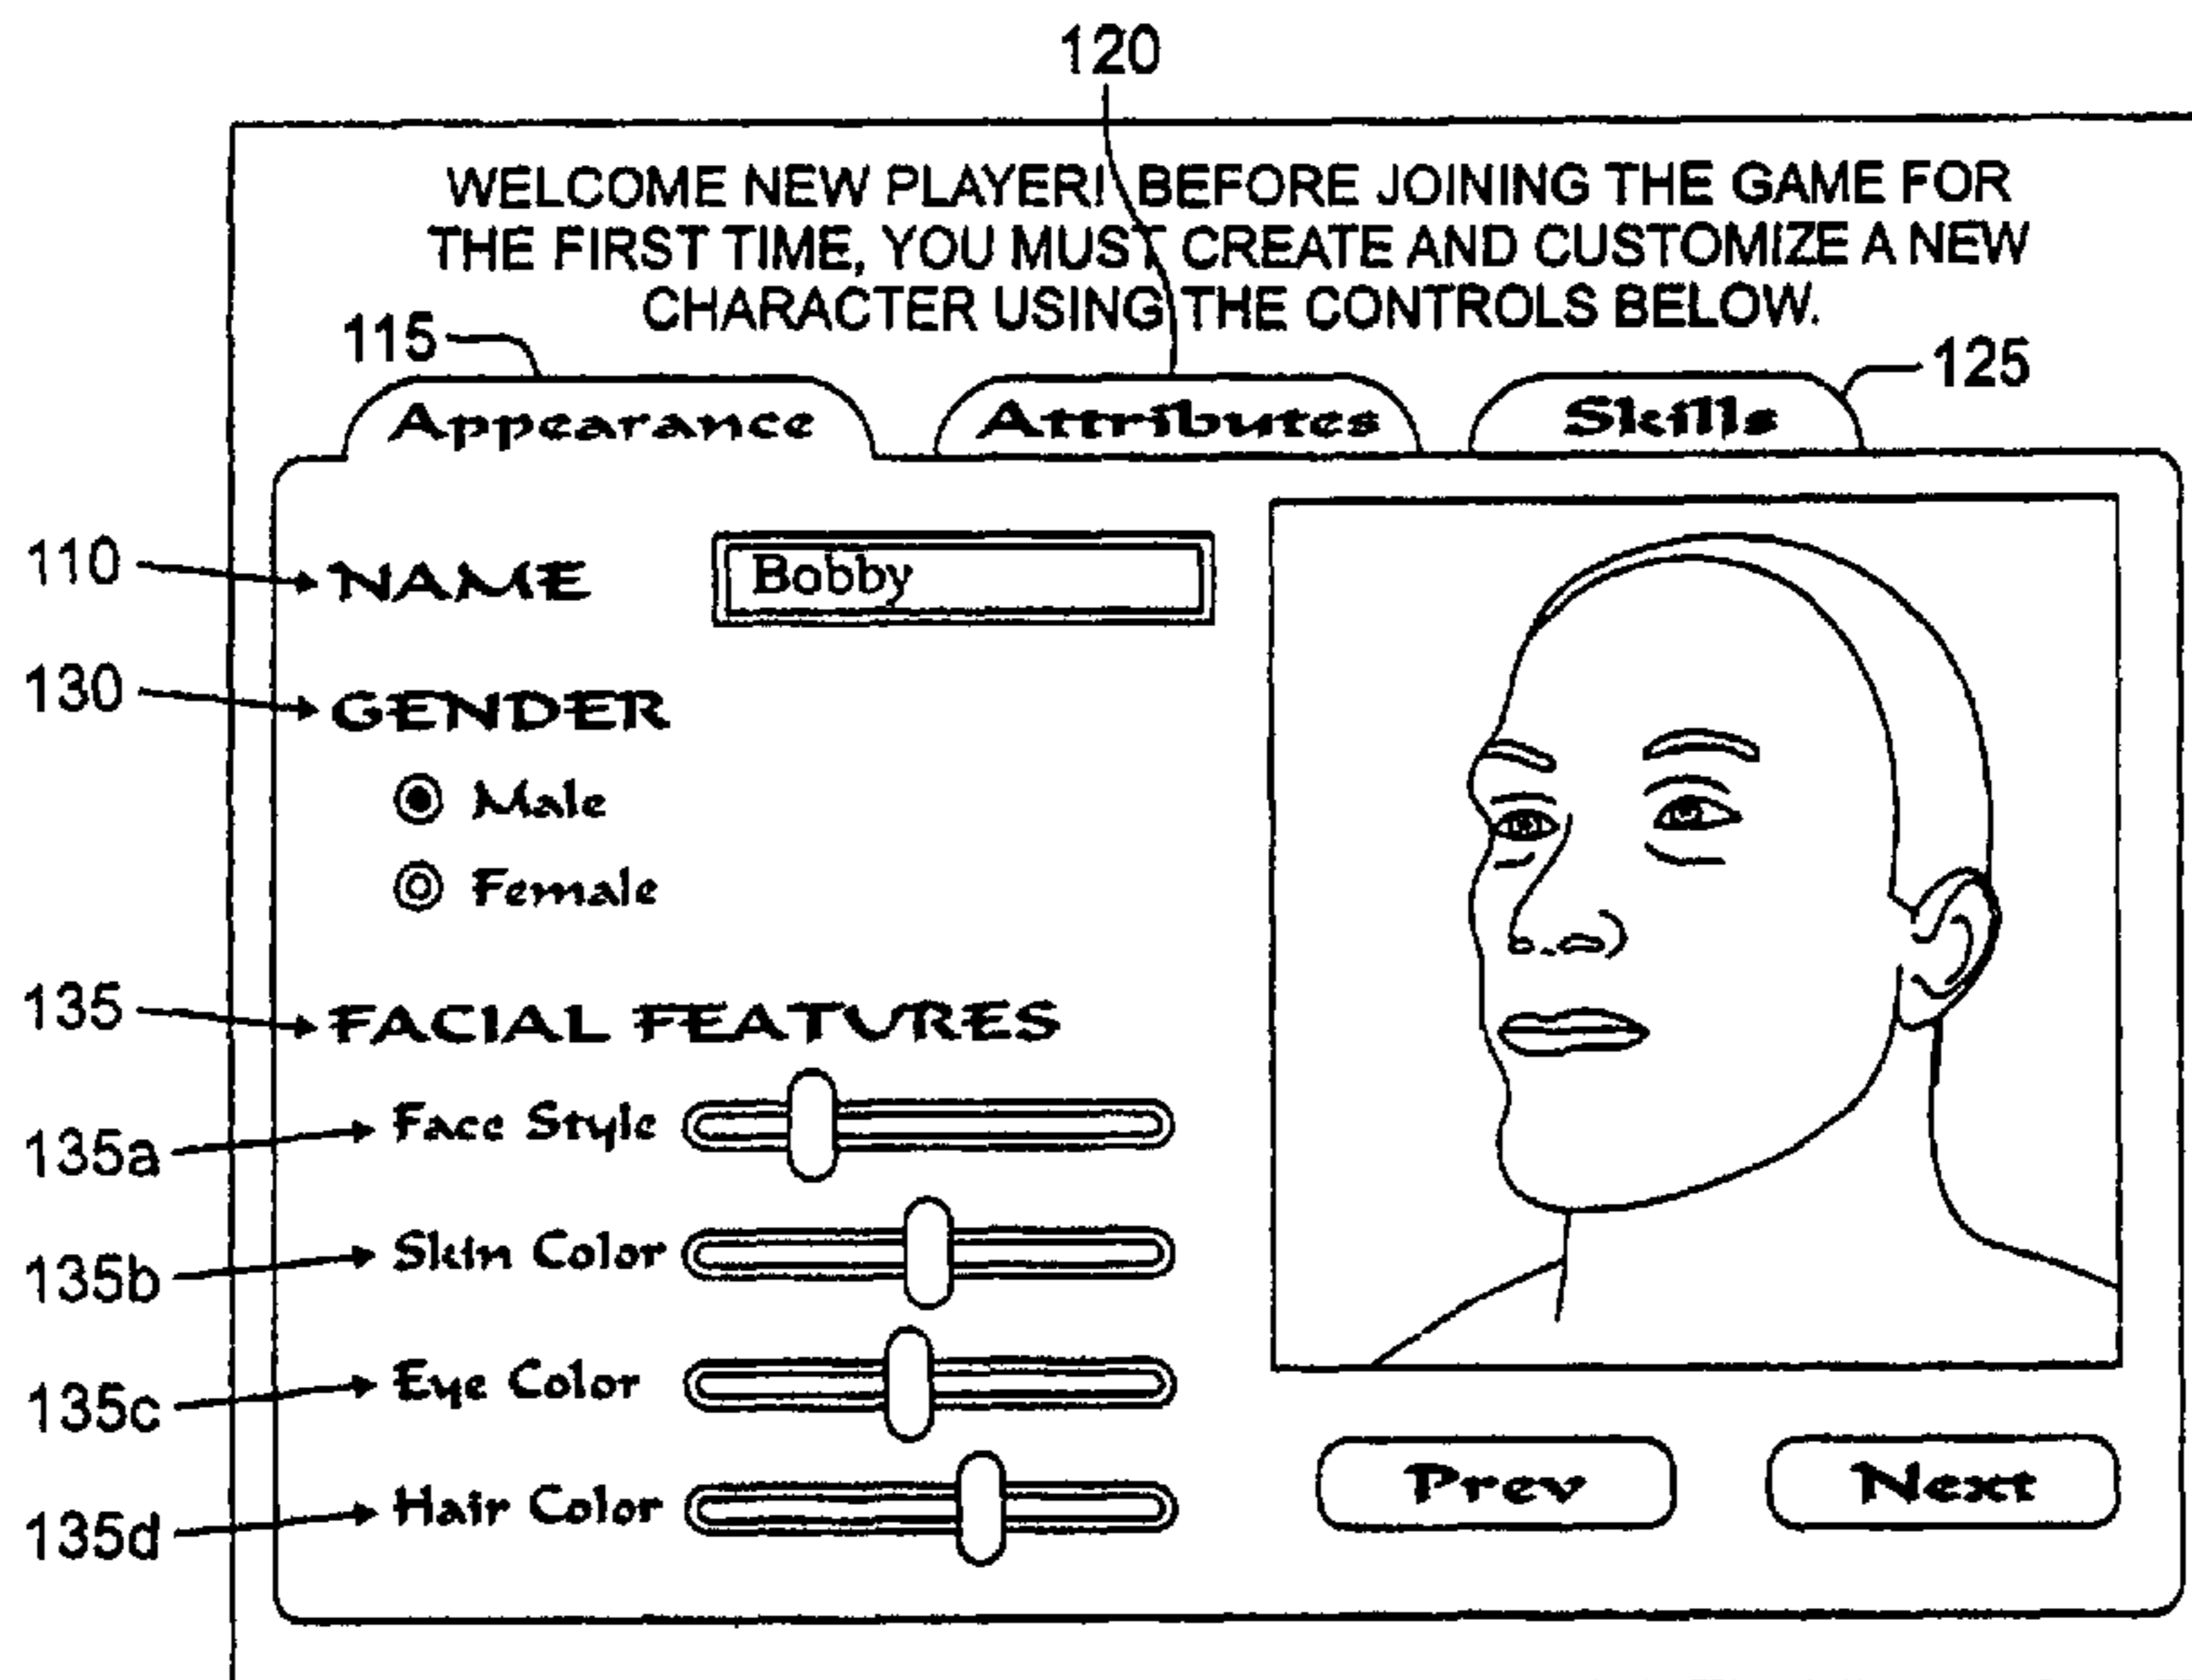 120
WELCOME NEW PLAYER! BEFORE JOINING THE GAME FOR
THE FIRST TIME, YOU MUST CREATE AND CUSTOMIZE A NEW
CHARACTER USING THE CONTROLS BELOW.
115
125
Appearance
Attributes
Skills
110
NAME
Bobby
130
GENDER
Male
Female
135
FACIAL FEATURES
135a
Face Style
135b
Skin Color
135c
Eye Color
135d
Hair Color
Prev
Next